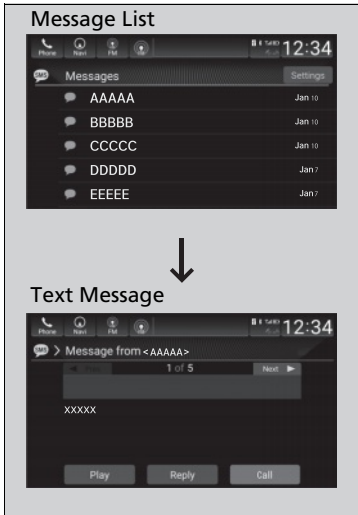 Message List
Phone Navi FM
12:34
SMS Messages Settings
AAAAA Jan 10
BBBBB Jan 10
CCCCC Jan 10
DDDDD Jan 7
EEEEE Jan 7
Text Message
Phone Navi FM
12:34
SMS Message from <AAAAA>
1 of 5 Next
xxxxx
Play Reply Call